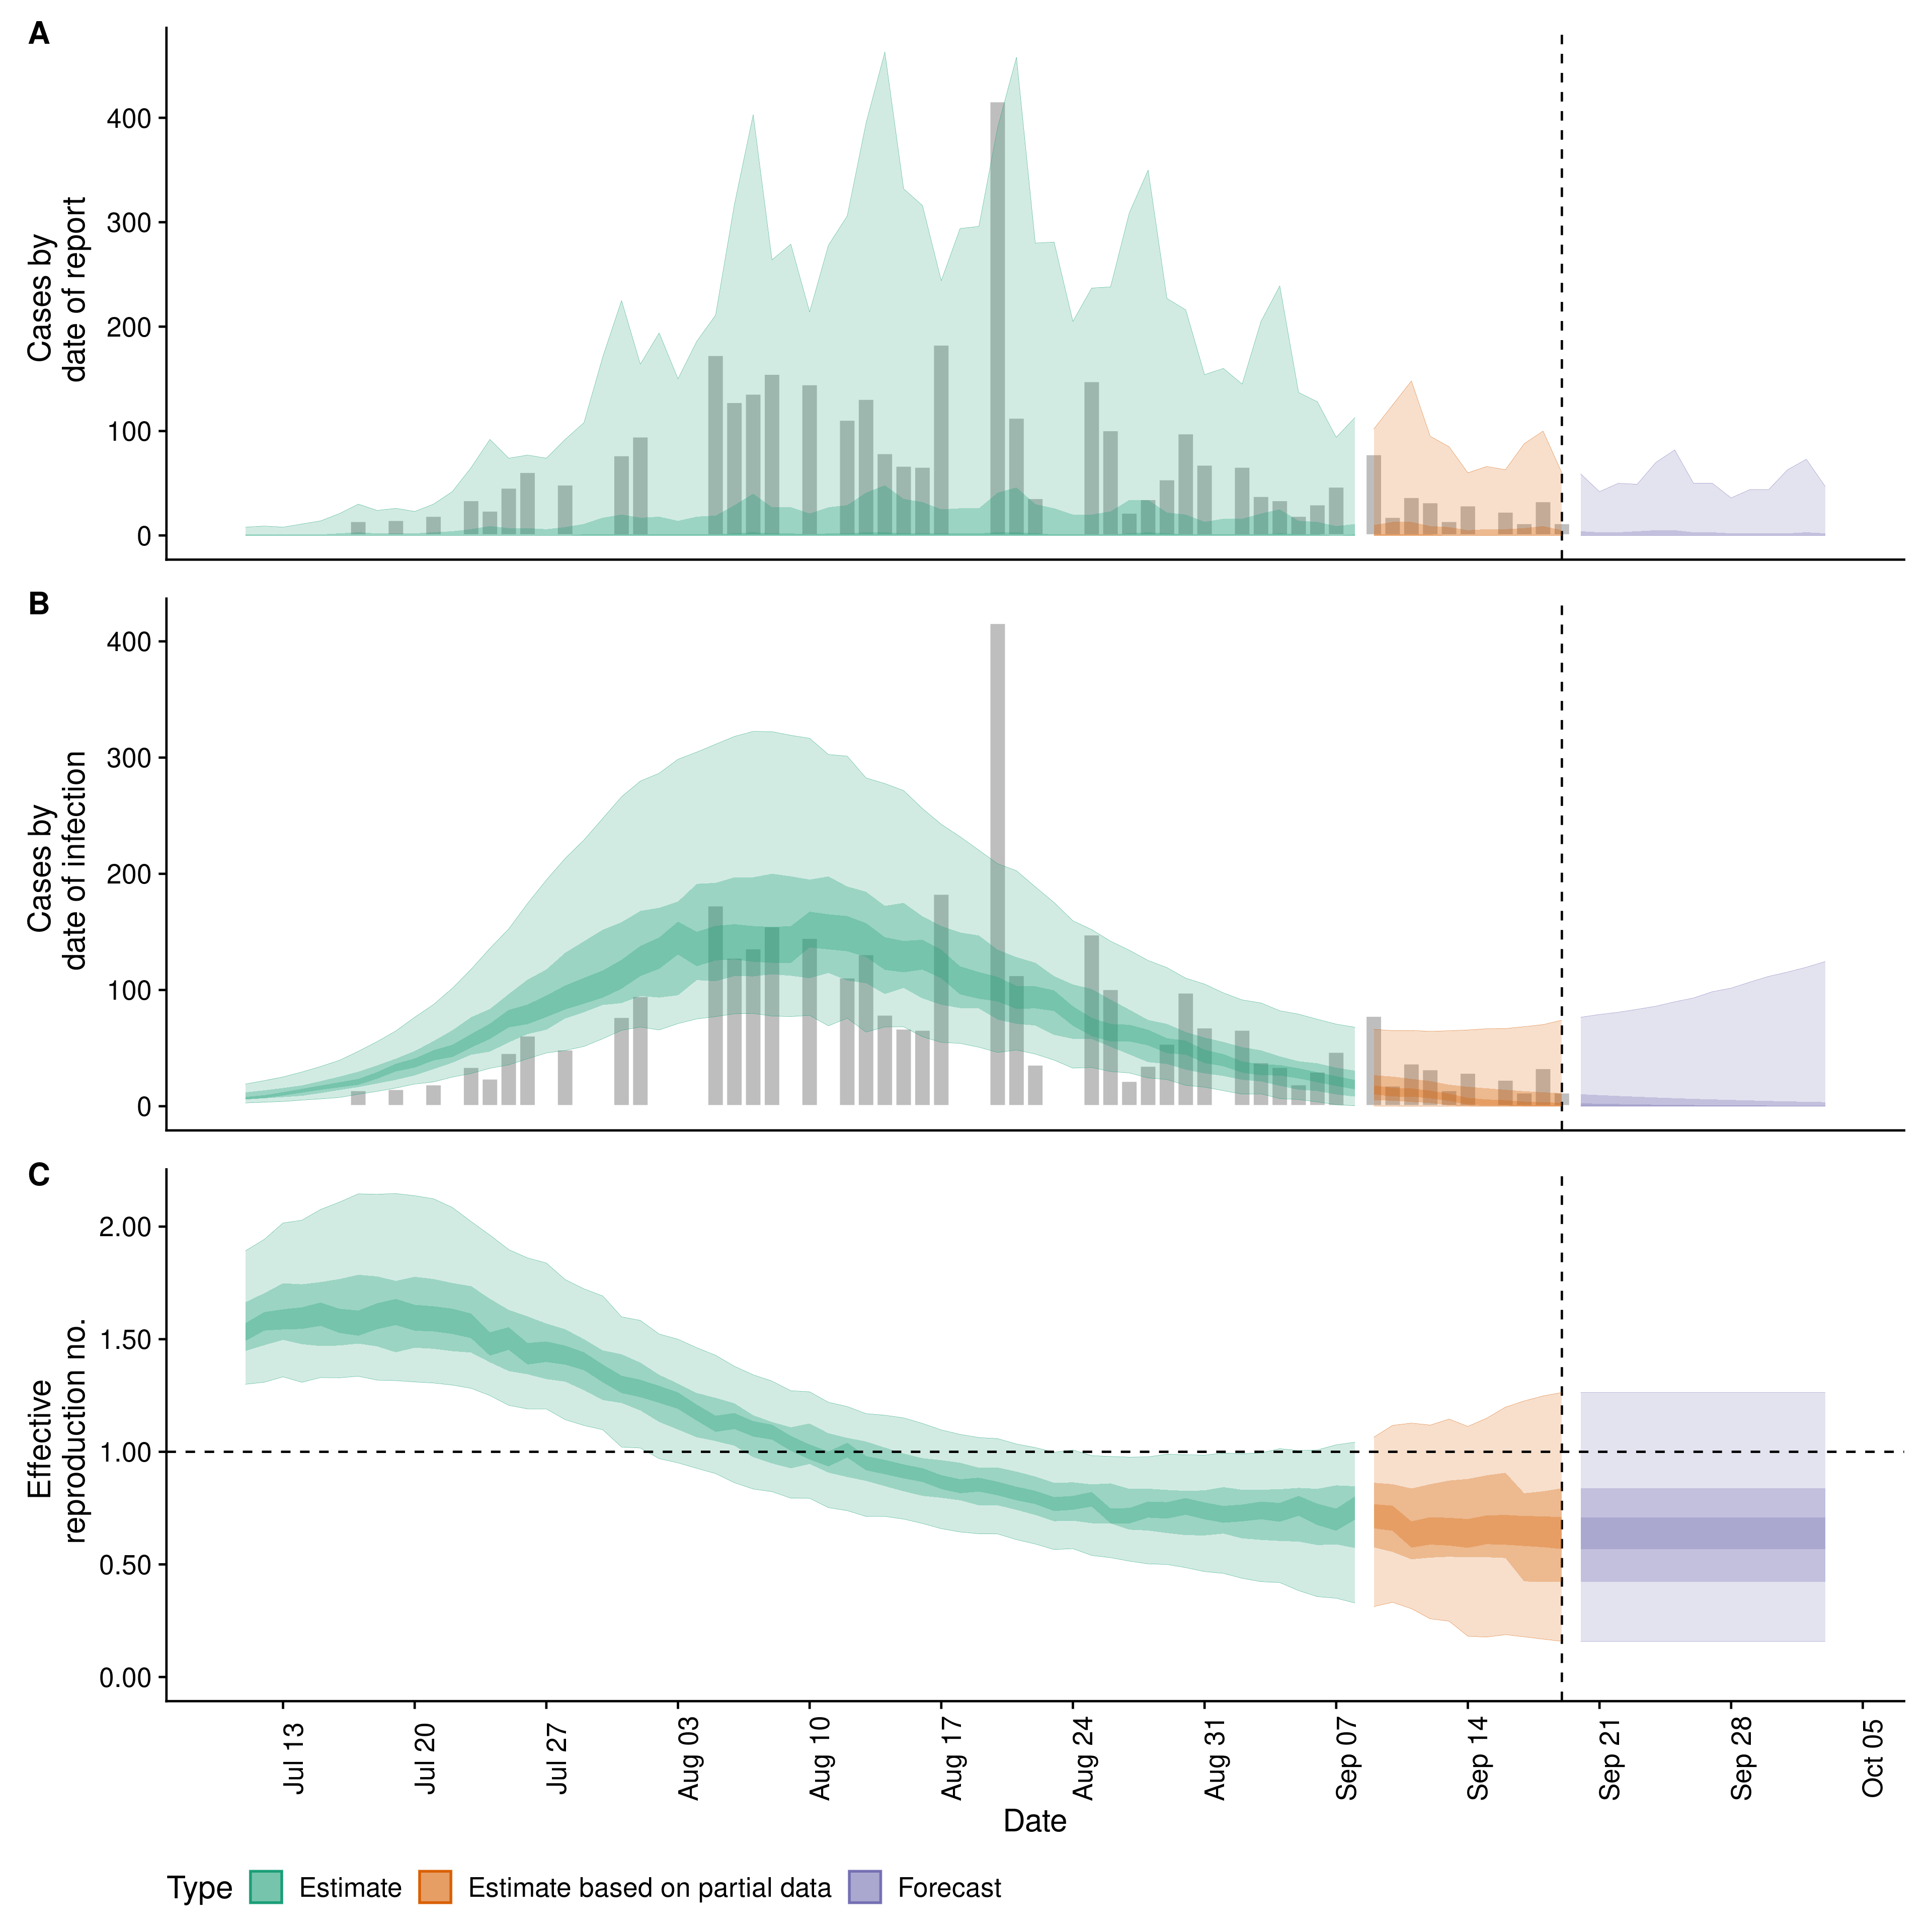 A
Cases by
date of report
400
300
200
100
0
B
Cases by
date of infection
400
300
200
100
0
C
Effective
reproduction no.
2.00
1.50
1.00
0.50
0.00
Jul 13
Jul 20
Jul 27
Aug 03
Aug 10
Aug 17
Aug 24
Aug 31
Sep 07
Sep 14
Sep 21
Sep 28
Oct 05
Date
Type Estimate Estimate based on partial data Forecast